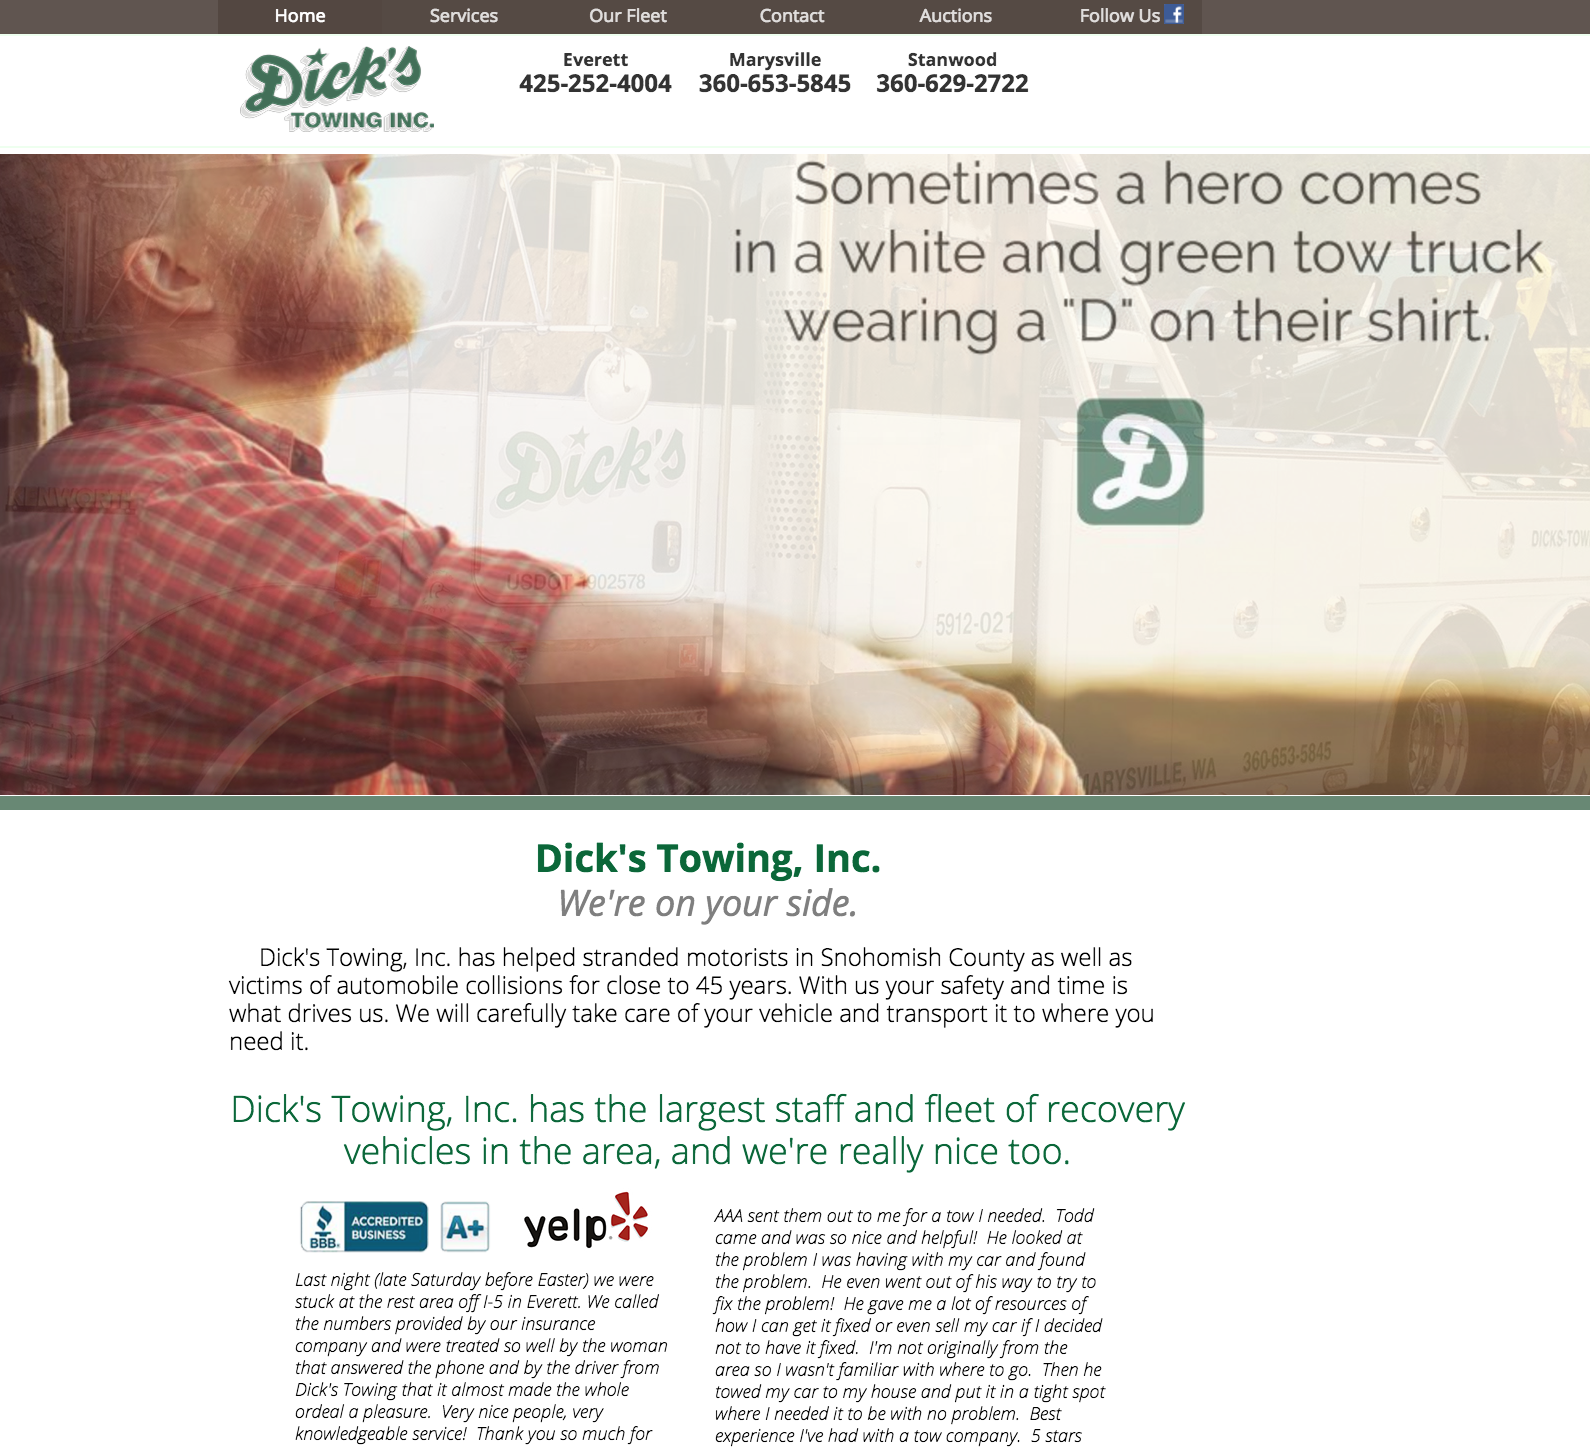 Home Services Our Fleet Contact Auctions Follow Us
Dick's
TOWING INC.
Everett
425-252-4004
Marysville
360-653-5845
Stanwood
360-629-2722
Sometimes a hero comes
in a white and green tow truck
wearing a "D" on their shirt.
D
Dick's
KENWORTH
USDOT 1902578
5912-021
DICKS-TOW
MARYSVILLE, WA 360-653-5845
Dick's Towing, Inc.
We're on your side.
Dick's Towing, Inc. has helped stranded motorists in Snohomish County as well as
victims of automobile collisions for close to 45 years. With us your safety and time is
what drives us. We will carefully take care of your vehicle and transport it to where you
need it.
Dick's Towing, Inc. has the largest staff and fleet of recovery
vehicles in the area, and we're really nice too.
BBB. ACCREDITED
BUSINESS
A+
yelp
Last night (late Saturday before Easter) we were
stuck at the rest area off I-5 in Everett. We called
the numbers provided by our insurance
company and were treated so well by the woman
that answered the phone and by the driver from
Dick's Towing that it almost made the whole
ordeal a pleasure.  Very nice people, very
knowledgeable service!  Thank you so much for
AAA sent them out to me for a tow I needed.  Todd
came and was so nice and helpful!  He looked at
the problem I was having with my car and found
the problem.  He even went out of his way to try to
fix the problem!  He gave me a lot of resources of
how I can get it fixed or even sell my car if I decided
not to have it fixed.  I'm not originally from the
area so I wasn't familiar with where to go.  Then he
towed my car to my house and put it in a tight spot
where I needed it to be with no problem.  Best
experience I've had with a tow company.  5 stars